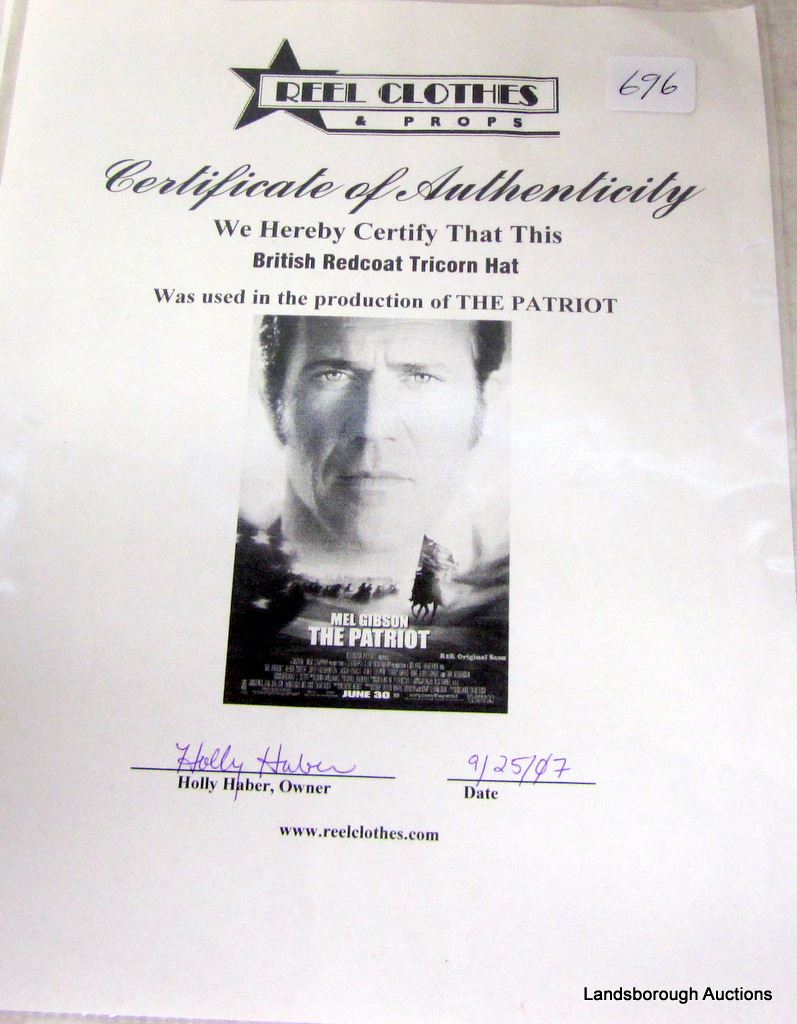 REEL CLOTHES
& PROPS
696
Certificate of Authenticity
We Hereby Certify That This
British Redcoat Tricorn Hat
Was used in the production of THE PATRIOT
MEL GIBSON
THE PATRIOT
R&R Original Scan
JUNE 30
Holly Haber 9/25/07
Holly Haber, Owner Date
www.reelclothes.com
Landsborough Auctions